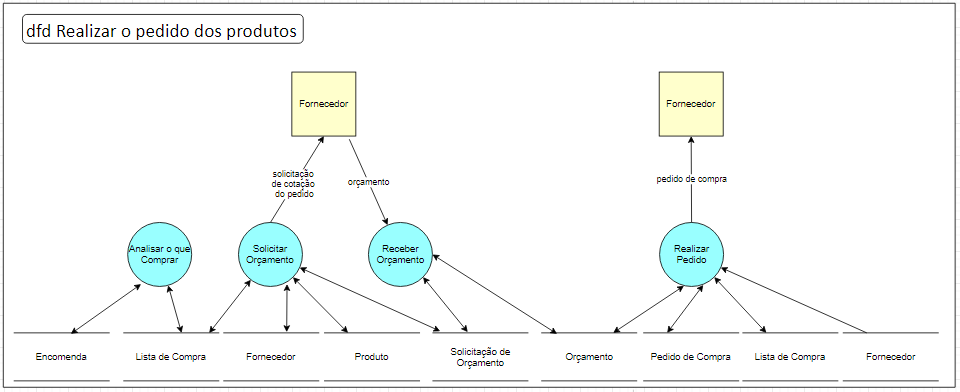 dfd Realizar o pedido dos produtos
Fornecedor
Fornecedor
solicitação
de cotação
do pedido
orçamento
pedido de compra
Analisar o que
Comprar
Solicitar
Orçamento
Receber
Orçamento
Realizar
Pedido
Encomenda
Lista de Compra
Fornecedor
Produto
Solicitação de
Orçamento
Orçamento
Pedido de Compra
Lista de Compra
Fornecedor